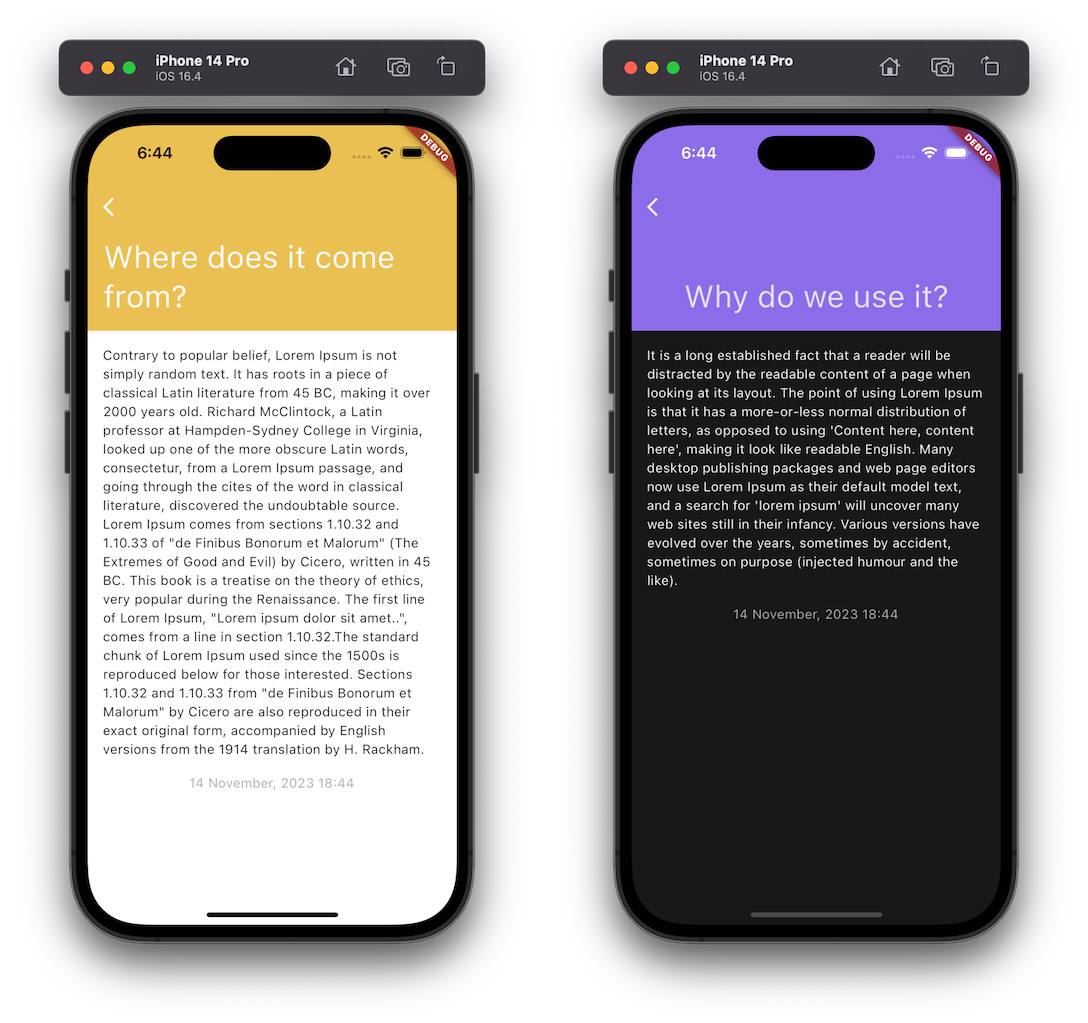 iPhone 14 Pro
iOS 16.4
6:44
DEBUG
Where does it come
from?
Contrary to popular belief, Lorem Ipsum is not
simply random text. It has roots in a piece of
classical Latin literature from 45 BC, making it over
2000 years old. Richard McClintock, a Latin
professor at Hampden-Sydney College in Virginia,
looked up one of the more obscure Latin words,
consectetur, from a Lorem Ipsum passage, and
going through the cites of the word in classical
literature, discovered the undoubtable source.
Lorem Ipsum comes from sections 1.10.32 and
1.10.33 of "de Finibus Bonorum et Malorum" (The
Extremes of Good and Evil) by Cicero, written in 45
BC. This book is a treatise on the theory of ethics,
very popular during the Renaissance. The first line
of Lorem Ipsum, "Lorem ipsum dolor sit amet..",
comes from a line in section 1.10.32.The standard
chunk of Lorem Ipsum used since the 1500s is
reproduced below for those interested. Sections
1.10.32 and 1.10.33 from "de Finibus Bonorum et
Malorum" by Cicero are also reproduced in their
exact original form, accompanied by English
versions from the 1914 translation by H. Rackham.
14 November, 2023 18:44
iPhone 14 Pro
iOS 16.4
6:44
DEBUG
Why do we use it?
It is a long established fact that a reader will be
distracted by the readable content of a page when
looking at its layout. The point of using Lorem Ipsum
is that it has a more-or-less normal distribution of
letters, as opposed to using 'Content here, content
here', making it look like readable English. Many
desktop publishing packages and web page editors
now use Lorem Ipsum as their default model text,
and a search for 'lorem ipsum' will uncover many
web sites still in their infancy. Various versions have
evolved over the years, sometimes by accident,
sometimes on purpose (injected humour and the
like).
14 November, 2023 18:44